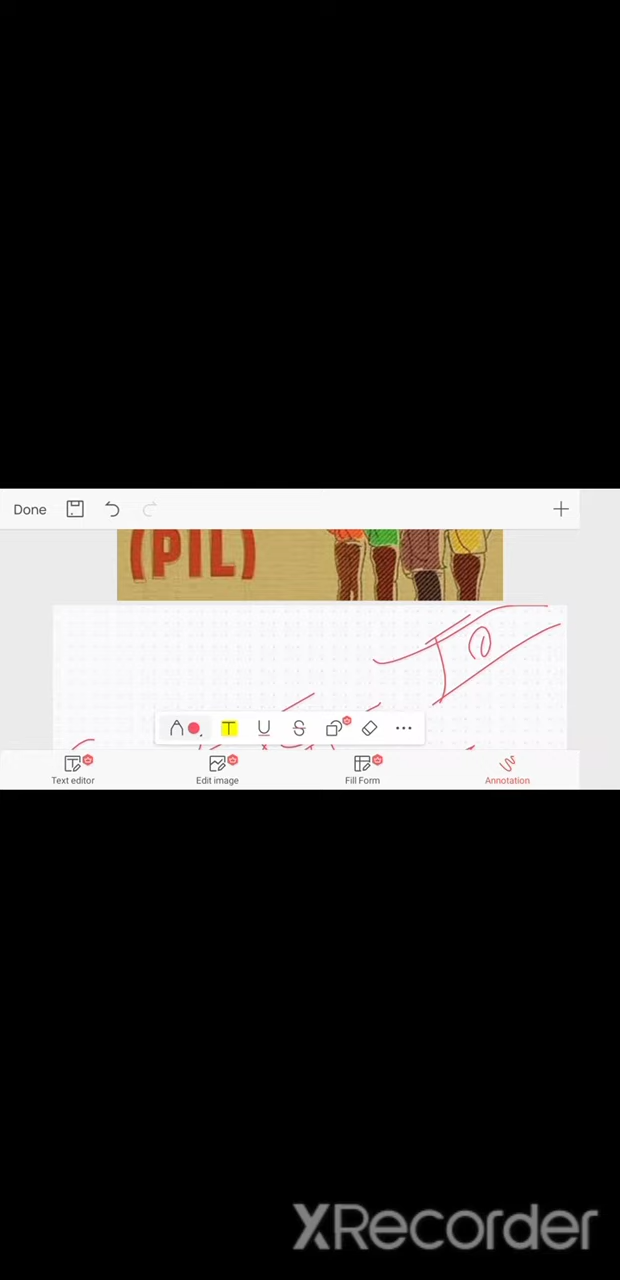 Done
(PIL)
T U S
Text editor Edit image Fill Form Annotation
XRecorder